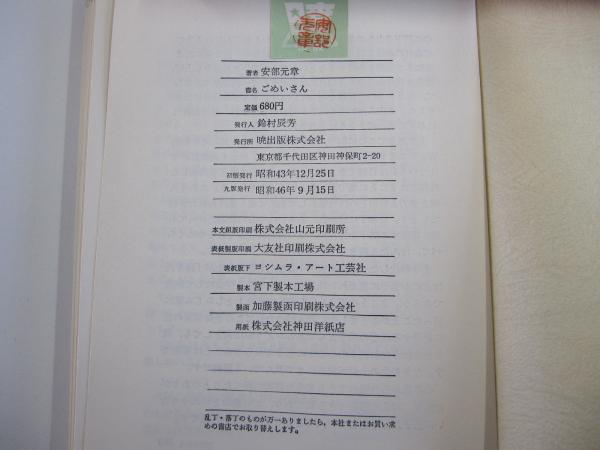 著者 安部元章
書名 ごめいさん
定価 680円
発行人 鈴村辰芳
発行所 暁出版株式会社
東京都千代田区神田神保町2-20
初版発行 昭和43年12月25日
九版発行 昭和46年9月15日
本文組版印刷 株式会社山元印刷所
表紙製版印刷 大友社印刷株式会社
表紙版下 ヨシムラ・アート工芸社
製本 宮下製本工場
製函 加藤製函印刷株式会社
用紙 株式会社神田洋紙店
乱丁・落丁のものが万一ありましたら、本社またはお買い求
めの書店でお取り替えします。